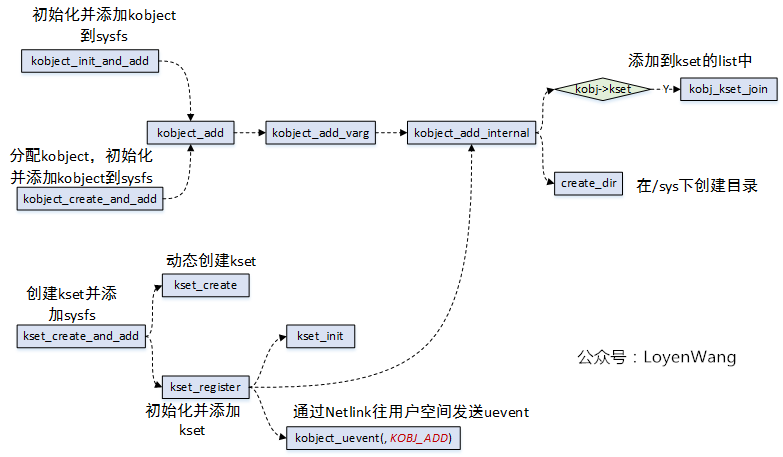 初始化并添加kobject
到sysfs
kobject_init_and_add
添加到kset的list中
kobj->kset
Y
kobj_kset_join
kobject_add
kobject_add_varg
kobject_add_internal
分配kobject，初始化
并添加kobject到sysfs
kobject_create_and_add
create_dir
在/sys下创建目录
动态创建kset
kset_create
创建kset并添
加sysfs
kset_create_and_add
kset_init
公众号：LoyenWang
kset_register
初始化并添加
kset
通过Netlink往用户空间发送uevent
kobject_uevent(, KOBJ_ADD)